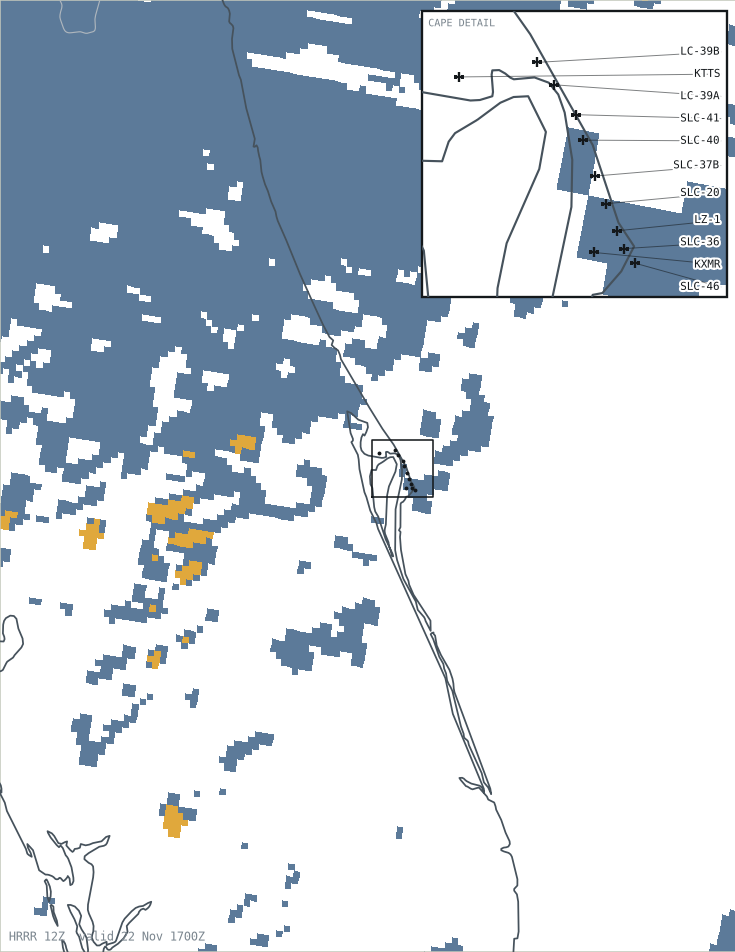 CAPE DETAIL
LC-39B
KTTS
LC-39A
SLC-41
SLC-40
SLC-37B
SLC-20
LZ-1
SLC-36
KXMR
SLC-46
HRRR 12Z valid 22 Nov 1700Z